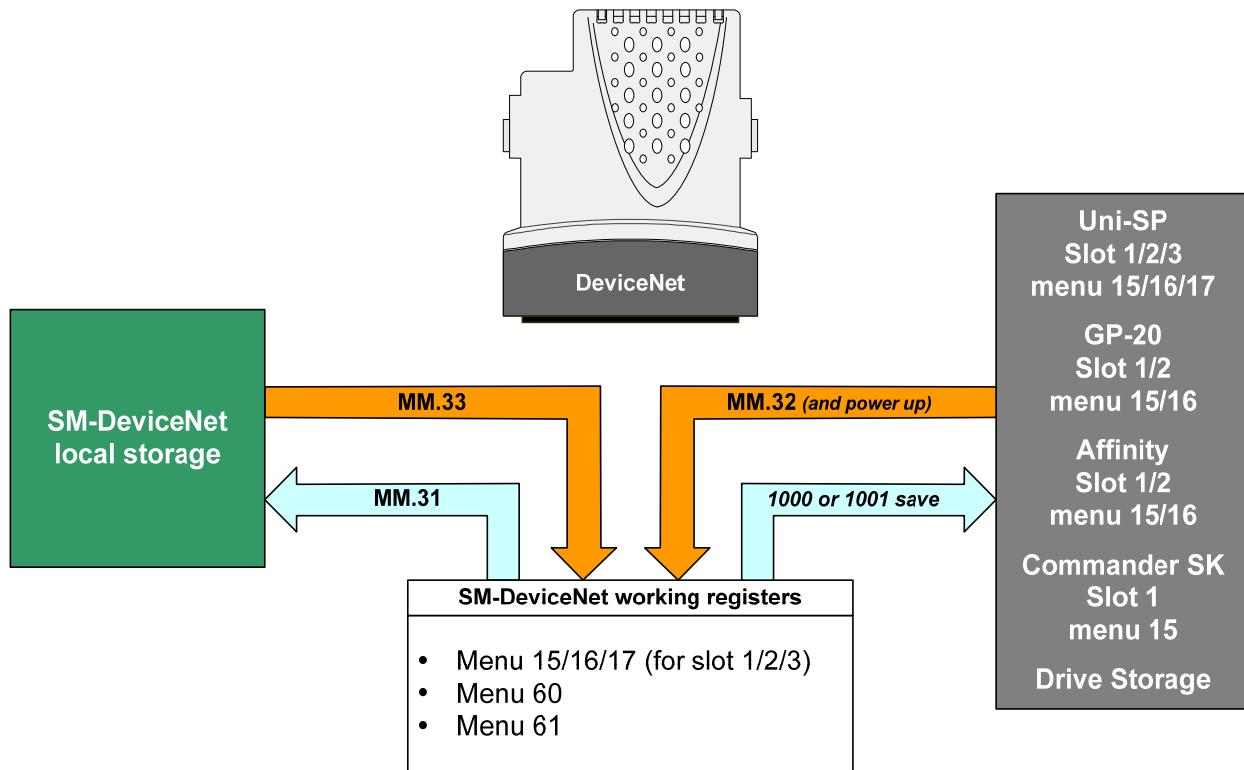 DeviceNet
SM-DeviceNet
local storage
MM.33
MM.31
MM.32 (and power up)
1000 or 1001 save
Uni-SP
Slot 1/2/3
menu 15/16/17
GP-20
Slot 1/2
menu 15/16
Affinity
Slot 1/2
menu 15/16
Commander SK
Slot 1
menu 15
Drive Storage
SM-DeviceNet working registers
• Menu 15/16/17 (for slot 1/2/3)
• Menu 60
• Menu 61